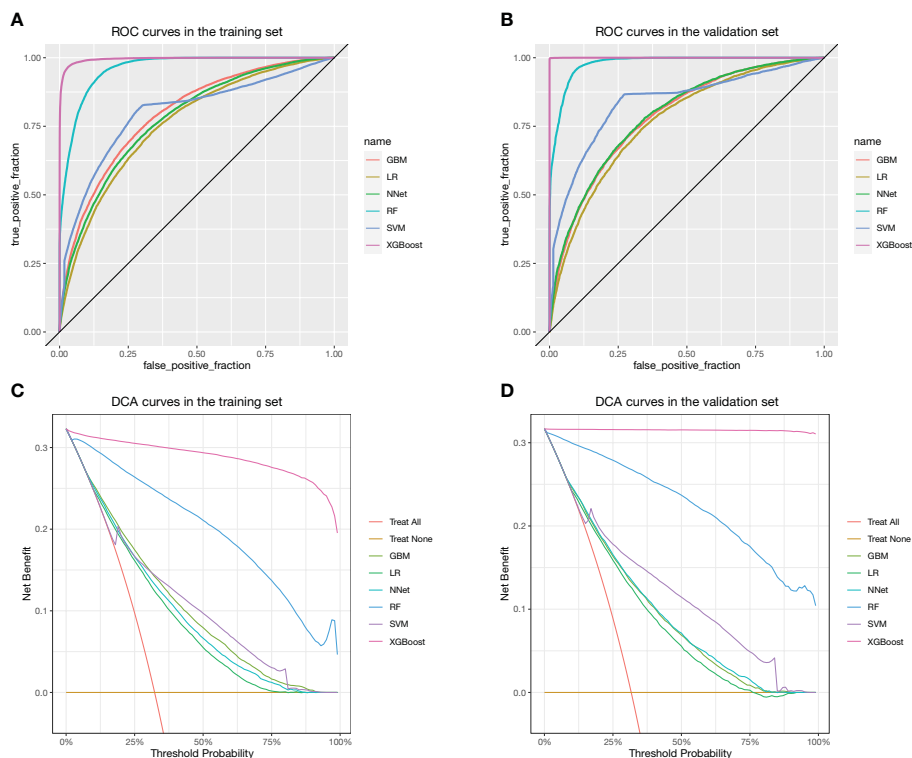 A
ROC curves in the training set
1.00
0.75
0.50
0.25
0.00
true_positive_fraction
0.00 0.25 0.50 0.75 1.00
false_positive_fraction
name
GBM
LR
NNet
RF
SVM
XGBoost
B
ROC curves in the validation set
1.00
0.75
0.50
0.25
0.00
true_positive_fraction
0.00 0.25 0.50 0.75 1.00
false_positive_fraction
name
GBM
LR
NNet
RF
SVM
XGBoost
C
DCA curves in the training set
0.3
0.2
0.1
0.0
Net Benefit
0% 25% 50% 75% 100%
Threshold Probability
Treat All
Treat None
GBM
LR
NNet
RF
SVM
XGBoost
D
DCA curves in the validation set
0.3
0.2
0.1
0.0
Net Benefit
0% 25% 50% 75% 100%
Threshold Probability
Treat All
Treat None
GBM
LR
NNet
RF
SVM
XGBoost